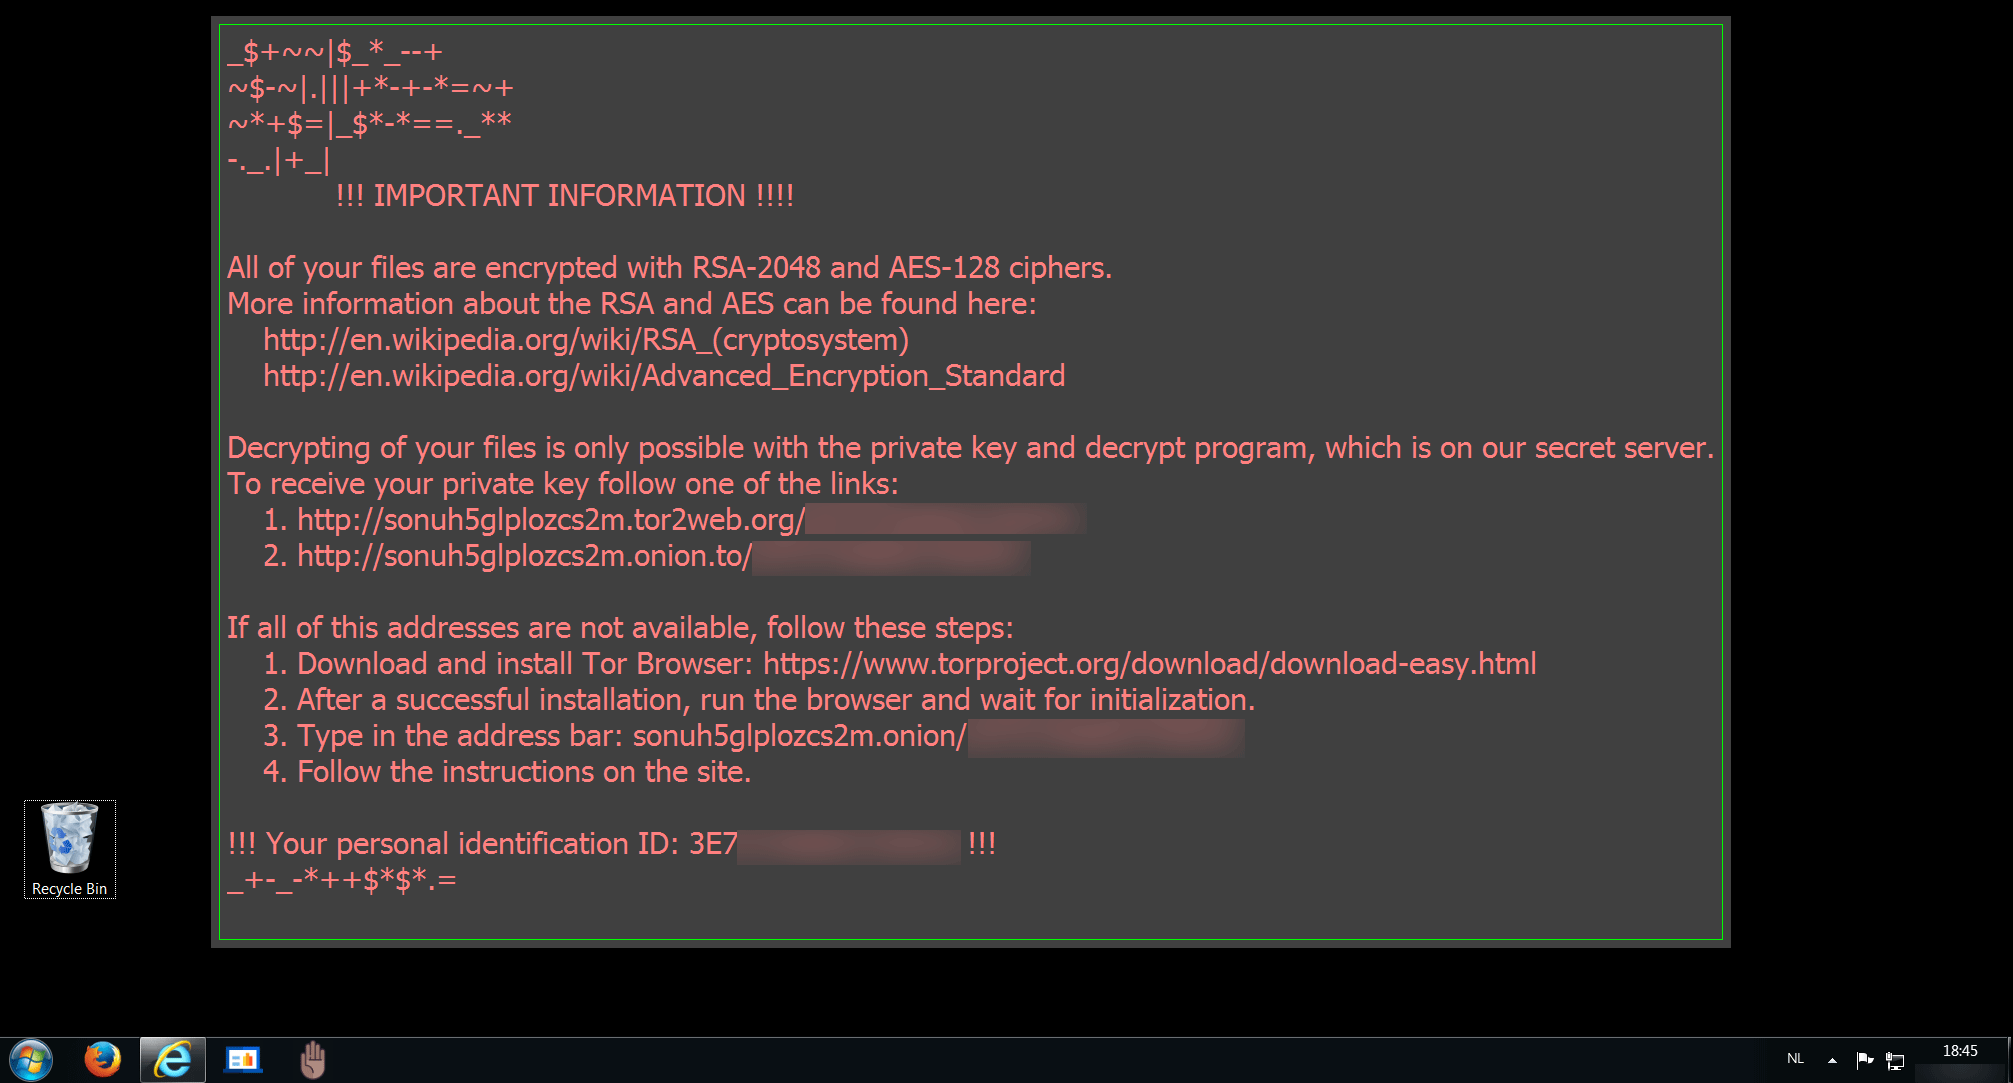 _$+~~|$_*_--+
~$-~|.|||+*-+-*=~+
~*+$=|_$*-*==._**
-._.|+_|
!!! IMPORTANT INFORMATION !!!!
All of your files are encrypted with RSA-2048 and AES-128 ciphers.
More information about the RSA and AES can be found here:
http://en.wikipedia.org/wiki/RSA_(cryptosystem)
http://en.wikipedia.org/wiki/Advanced_Encryption_Standard
Decrypting of your files is only possible with the private key and decrypt program, which is on our secret server.
To receive your private key follow one of the links:
1. http://sonuh5glplozcs2m.tor2web.org/
2. http://sonuh5glplozcs2m.onion.to/
If all of this addresses are not available, follow these steps:
1. Download and install Tor Browser: https://www.torproject.org/download/download-easy.html
2. After a successful installation, run the browser and wait for initialization.
3. Type in the address bar: sonuh5glplozcs2m.onion/
4. Follow the instructions on the site.
!!! Your personal identification ID: 3E7 !!!
_+-_-*++$*$*.=
Recycle Bin
NL
18:45